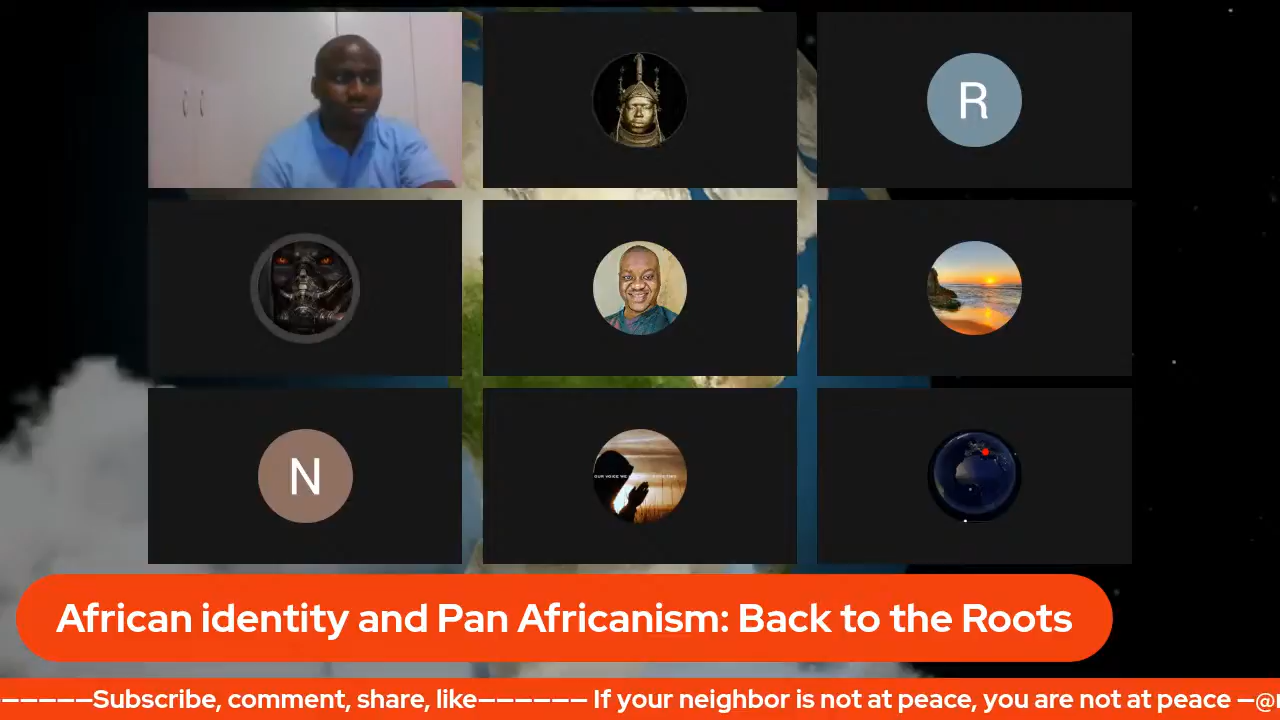 R
N
African identity and Pan Africanism: Back to the Roots
——————Subscribe, comment, share, like—————— If your neighbor is not at peace, you are not at peace —@